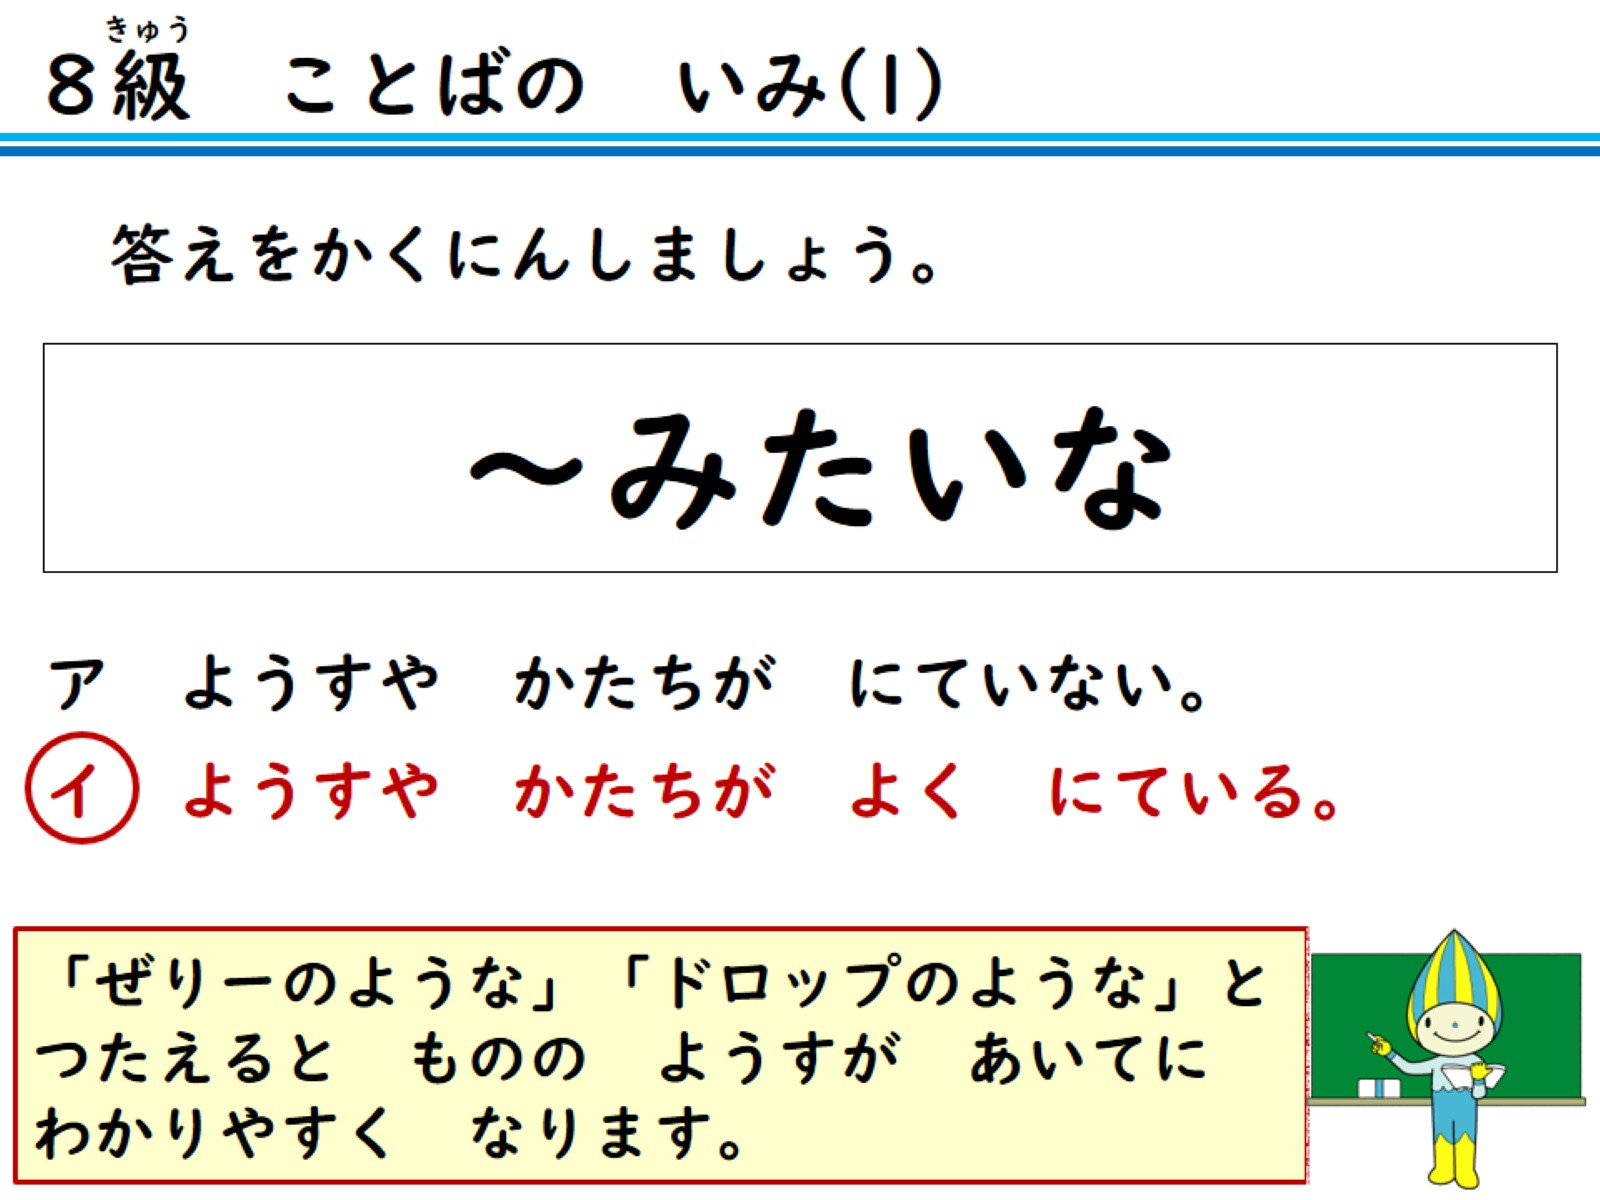 きゅう
８級　ことばの　いみ(1)
答えをかくにんしましょう。
～みたいな
ア　ようすや　かたちが　にていない。
イ　ようすや　かたちが　よく　にている。
「ぜりーのような」「ドロップのような」と
つたえると　ものの　ようすが　あいてに
わかりやすく　なります。